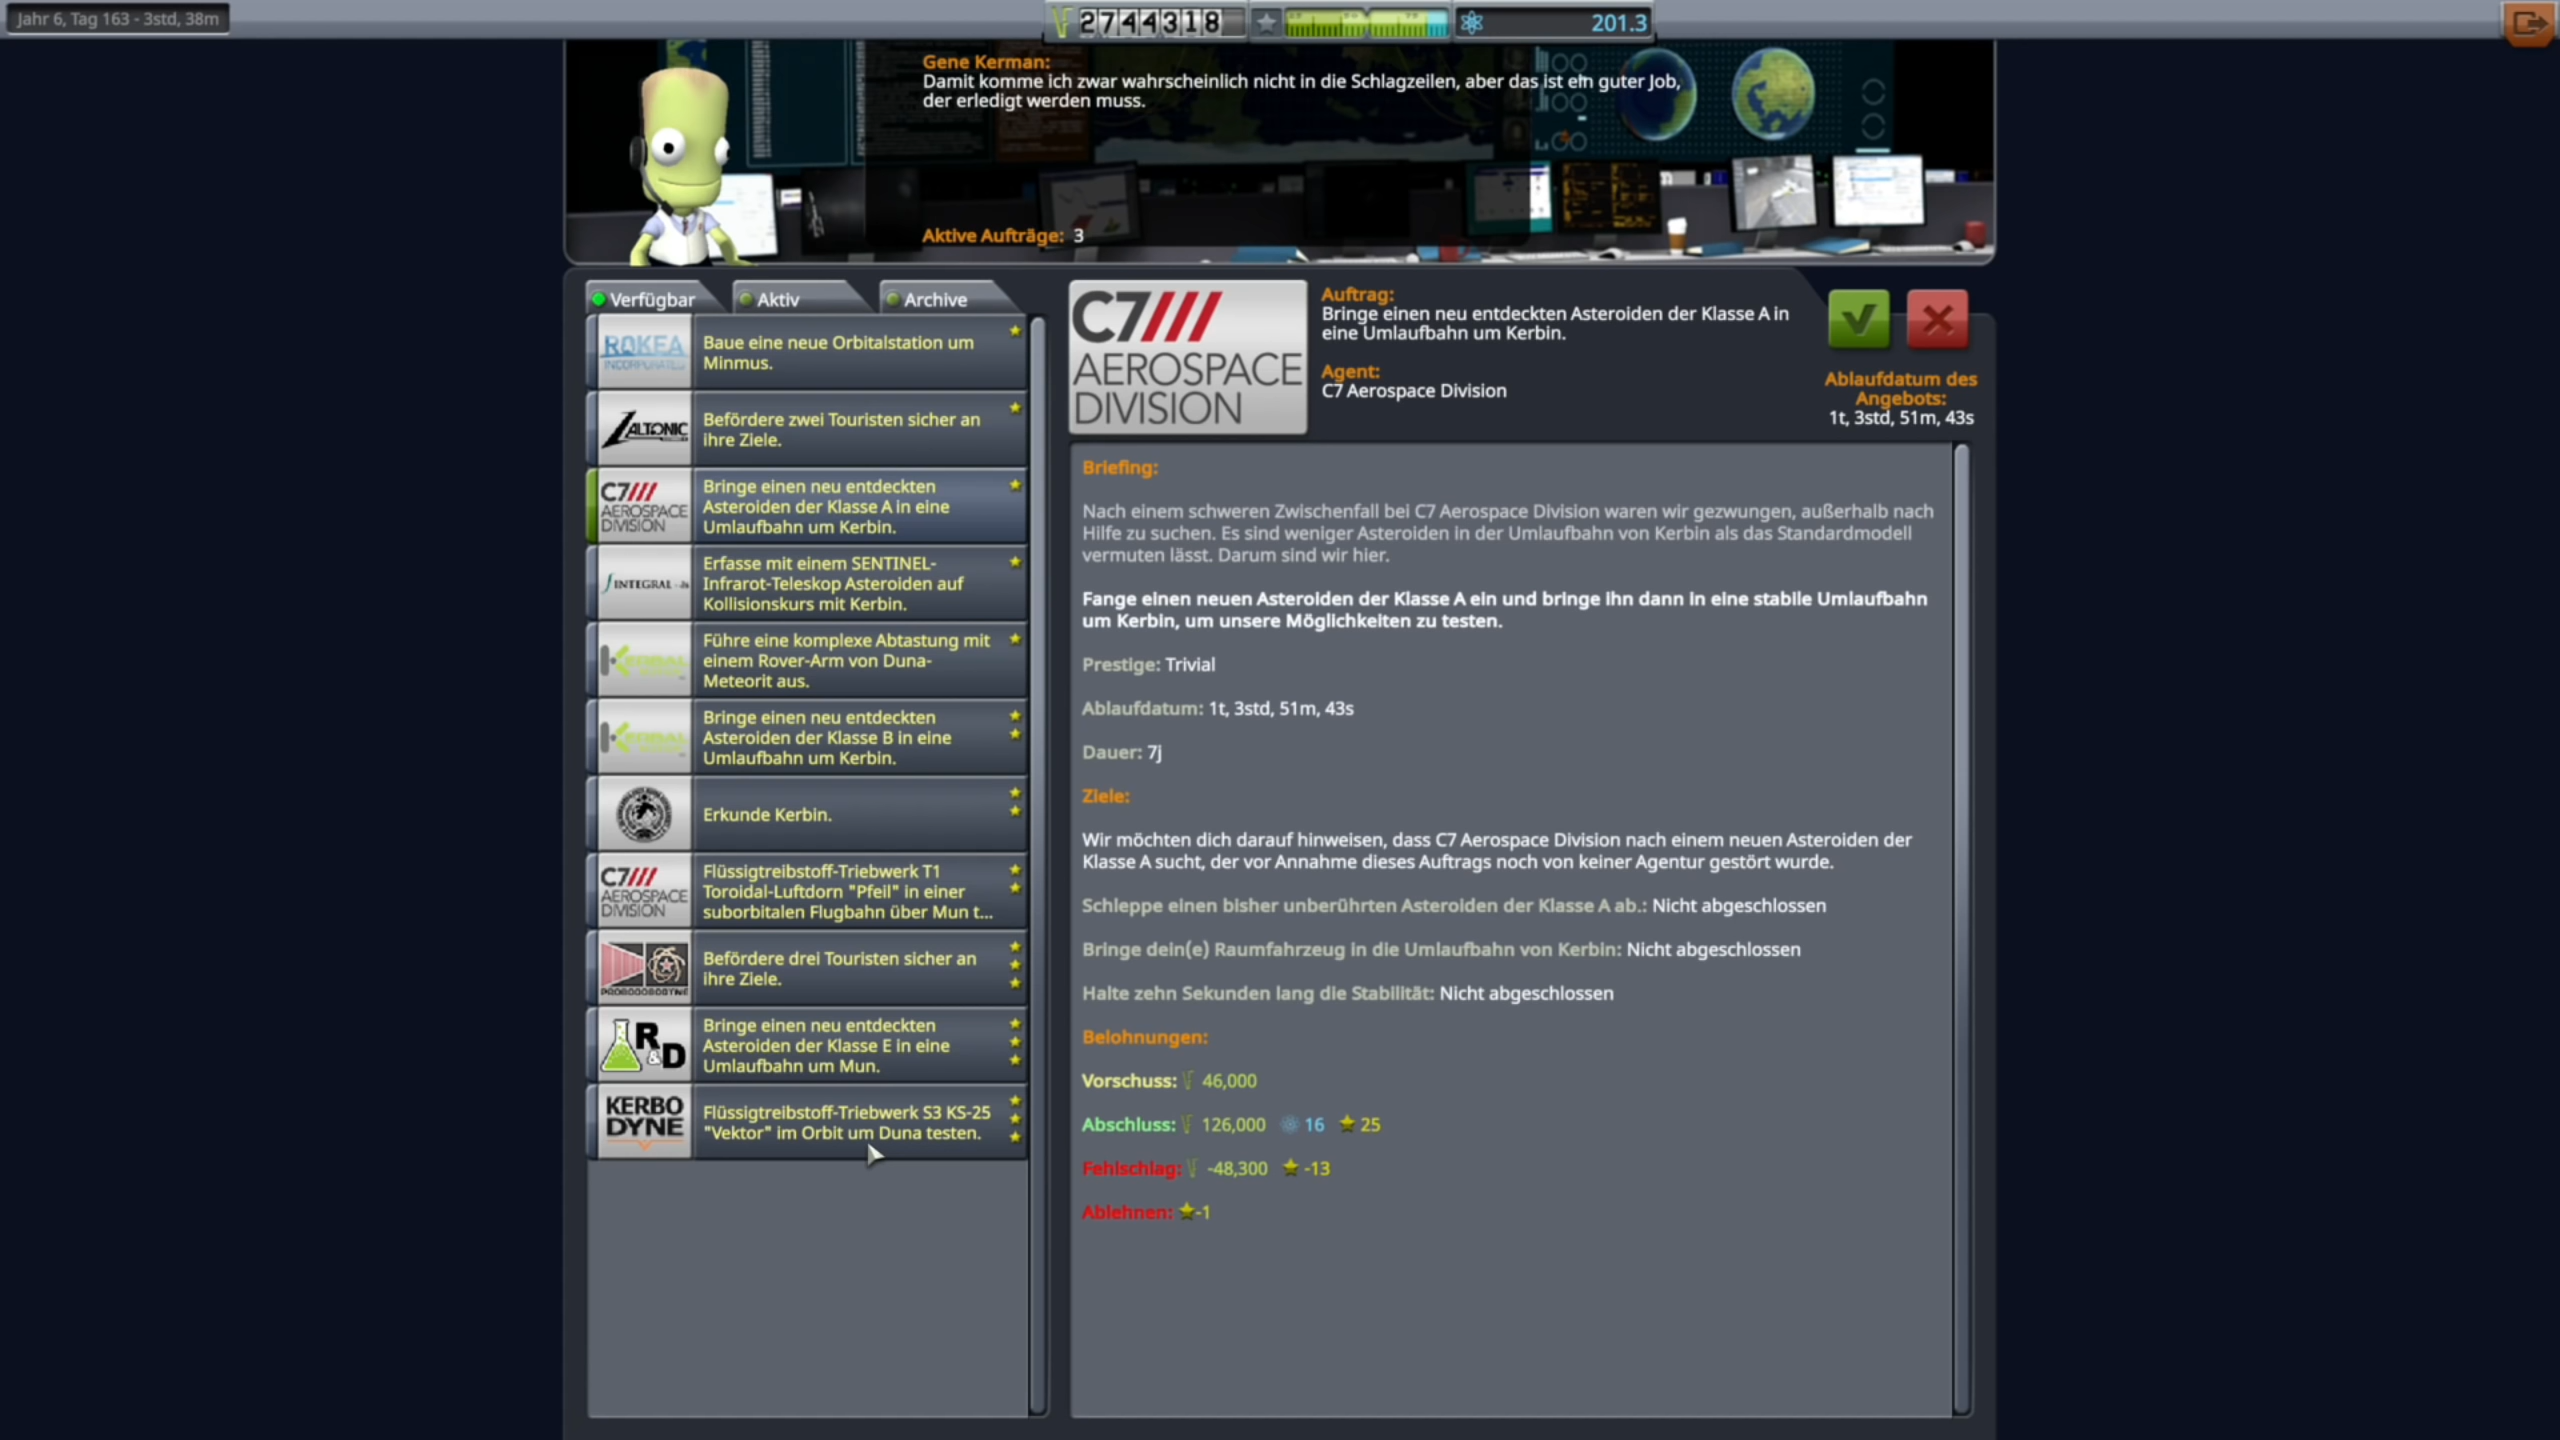 Jahr 6, Tag 163 - 3std, 38m
2744318
201.3
Gene Kerman:
Damit komme ich zwar wahrscheinlich nicht in die Schlagzeilen, aber das ist ein guter Job,
der erledigt werden muss.
Aktive Aufträge: 3
Verfügbar
Aktiv
Archive
ROKEA
INCORPORATED
Baue eine neue Orbitalstation um
Minmus.
ZALTONIC
Befördere zwei Touristen sicher an
ihre Ziele.
C7///
AEROSPACE
DIVISION
Bringe einen neu entdeckten
Asteroiden der Klasse A in eine
Umlaufbahn um Kerbin.
INTEGRAL
Erfasse mit einem SENTINEL-
Infrarot-Teleskop Asteroiden auf
Kollisionskurs mit Kerbin.
Führe eine komplexe Abtastung mit
einem Rover-Arm von Duna-
Meteorit aus.
Bringe einen neu entdeckten
Asteroiden der Klasse B in eine
Umlaufbahn um Kerbin.
Erkunde Kerbin.
C7///
AEROSPACE
DIVISION
Flüssigtreibstoff-Triebwerk T1
Toroidal-Luftdorn "Pfeil" in einer
suborbitalen Flugbahn über Mun t...
PROBODOBODYNE
Befördere drei Touristen sicher an
ihre Ziele.
R&D
Bringe einen neu entdeckten
Asteroiden der Klasse E in eine
Umlaufbahn um Mun.
KERBO
DYNE
Flüssigtreibstoff-Triebwerk S3 KS-25
"Vektor" im Orbit um Duna testen.
C7///
AEROSPACE
DIVISION
Auftrag:
Bringe einen neu entdeckten Asteroiden der Klasse A in
eine Umlaufbahn um Kerbin.
Agent:
C7 Aerospace Division
Ablaufdatum des
Angebots:
1t, 3std, 51m, 43s
Briefing:
Nach einem schweren Zwischenfall bei C7 Aerospace Division waren wir gezwungen, außerhalb nach
Hilfe zu suchen. Es sind weniger Asteroiden in der Umlaufbahn von Kerbin als das Standardmodell
vermuten lässt. Darum sind wir hier.
Fange einen neuen Asteroiden der Klasse A ein und bringe ihn dann in eine stabile Umlaufbahn
um Kerbin, um unsere Möglichkeiten zu testen.
Prestige: Trivial
Ablaufdatum: 1t, 3std, 51m, 43s
Dauer: 7j
Ziele:
Wir möchten dich darauf hinweisen, dass C7 Aerospace Division nach einem neuen Asteroiden der
Klasse A sucht, der vor Annahme dieses Auftrags noch von keiner Agentur gestört wurde.
Schleppe einen bisher unberührten Asteroiden der Klasse A ab.: Nicht abgeschlossen
Bringe dein(e) Raumfahrzeug in die Umlaufbahn von Kerbin: Nicht abgeschlossen
Halte zehn Sekunden lang die Stabilität: Nicht abgeschlossen
Belohnungen:
Vorschuss: 46,000
Abschluss: 126,000 16 25
Fehlschlag: -48,300 -13
Ablehnen: -1